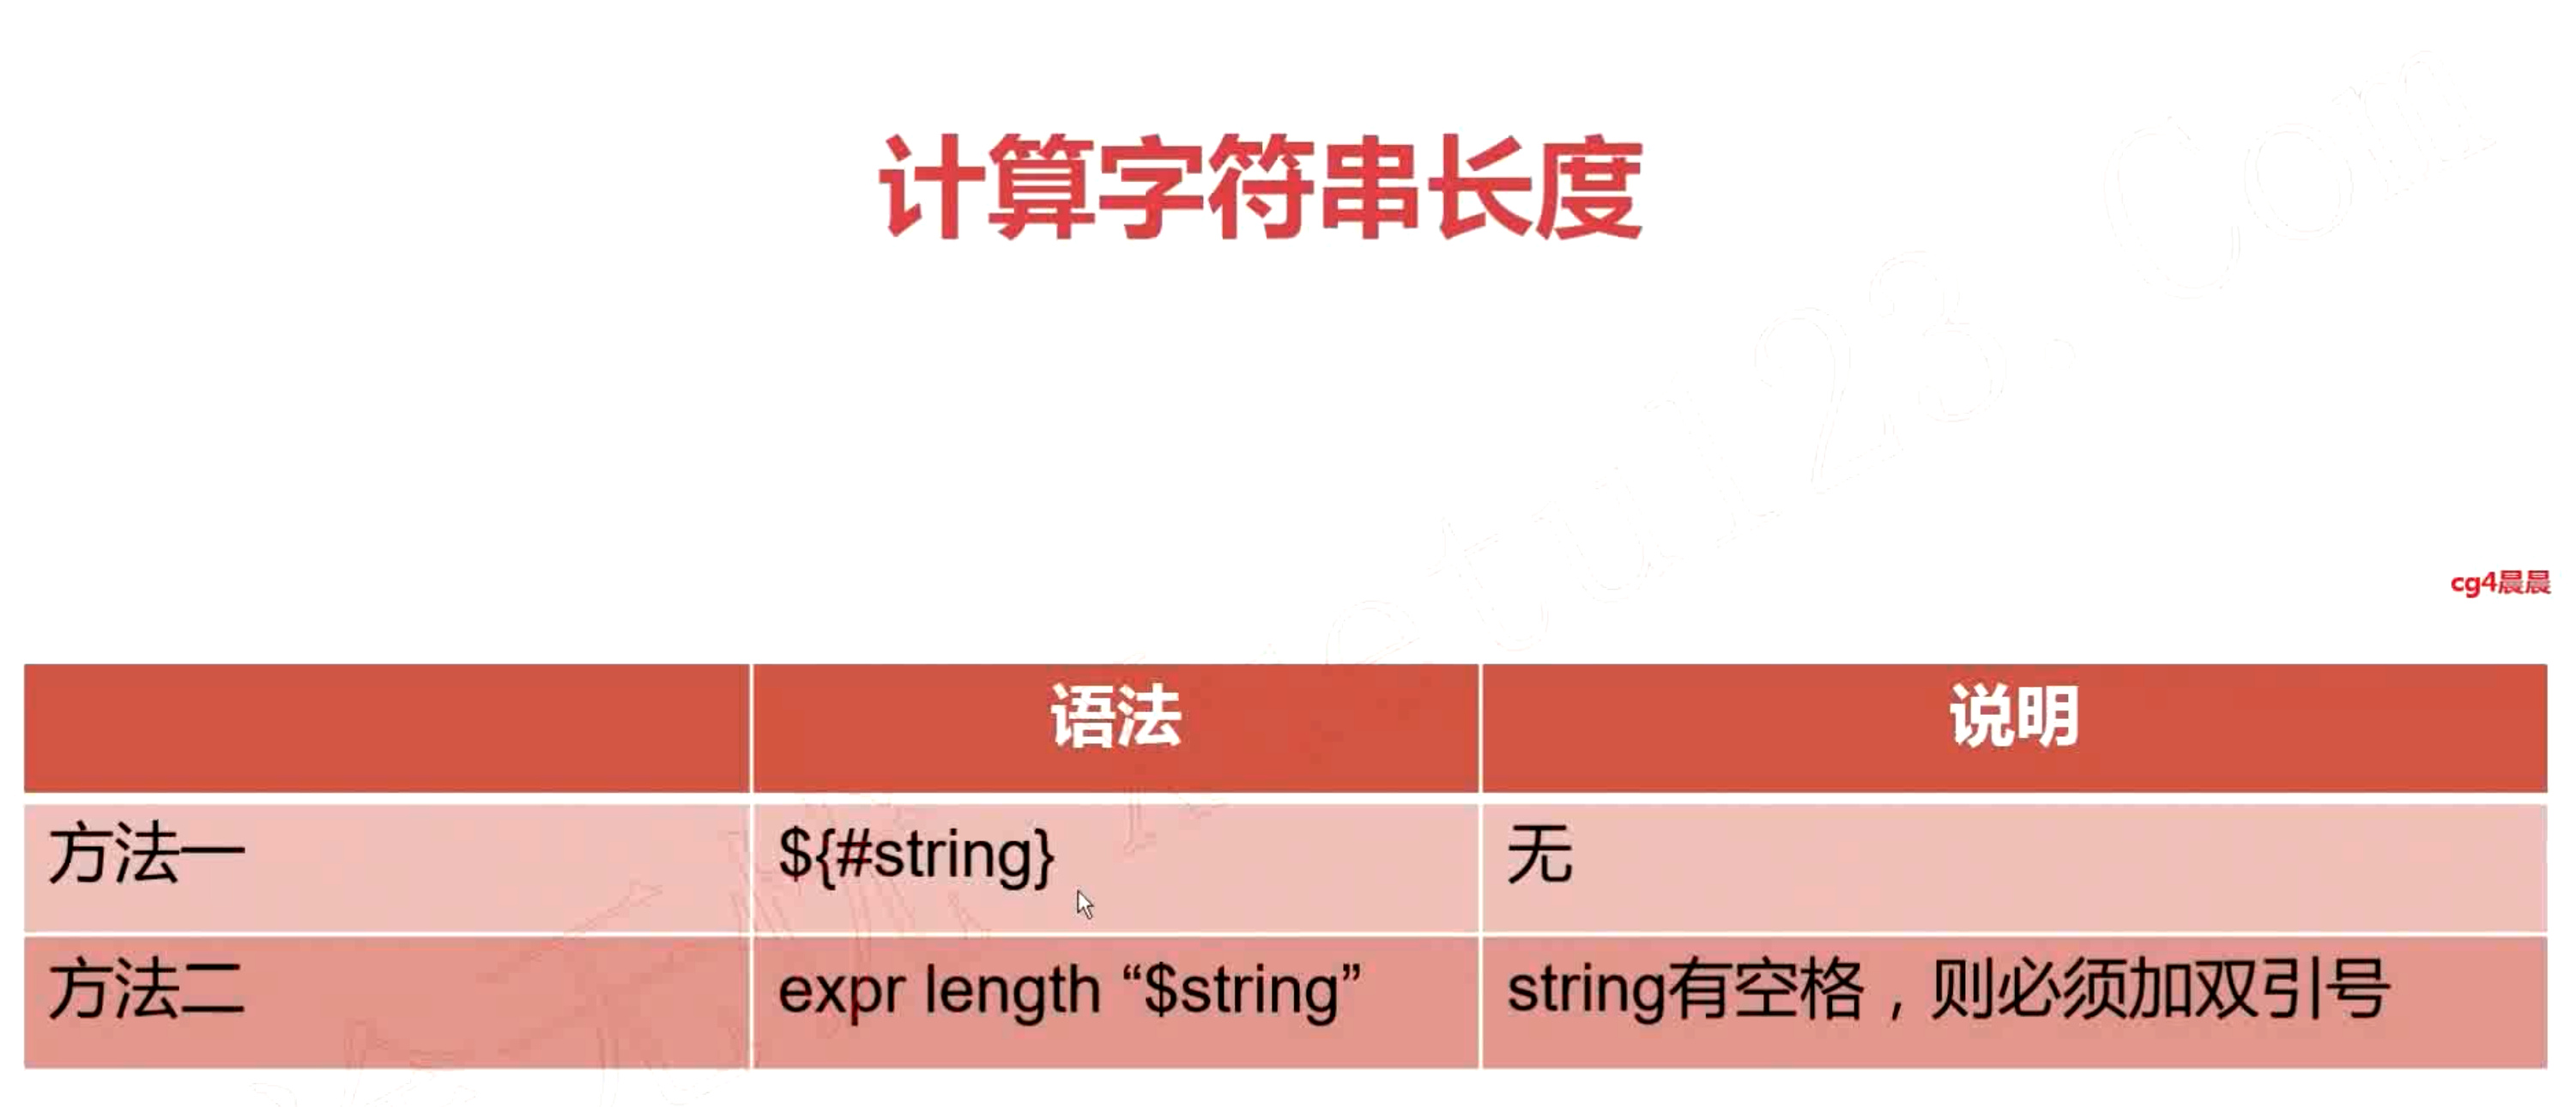 计算字符串长度
cg4晨晨
语法 说明
方法一 ${#string} 无
方法二 expr length “$string” string有空格，则必须加双引号